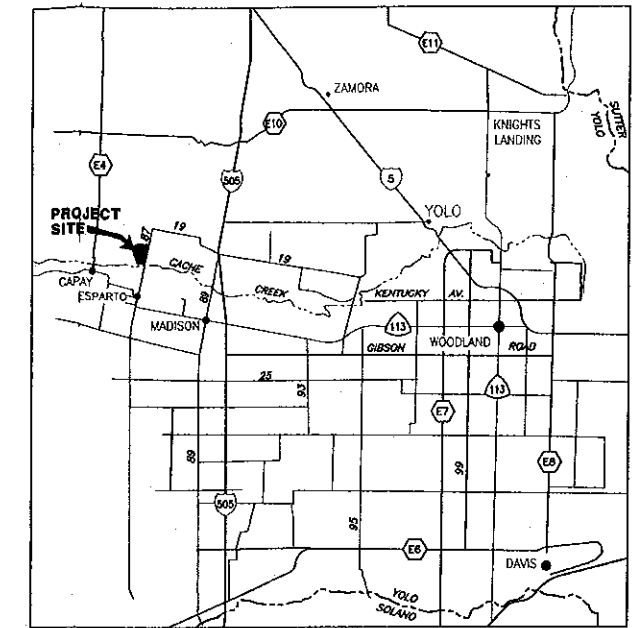 E11
ZAMORA
SUTTER
YOLO
E10
KNIGHTS
LANDING
E4
505
5
PROJECT
SITE
87
19
YOLO
CACHE
19
CAPAY
CREEK
KENTUCKY AV.
ESPARTO
89
MADISON
113
WOODLAND
GIBSON ROAD
25
93
113
E7
89
99
E8
505
95
E6
DAVIS
YOLO
SOLANO